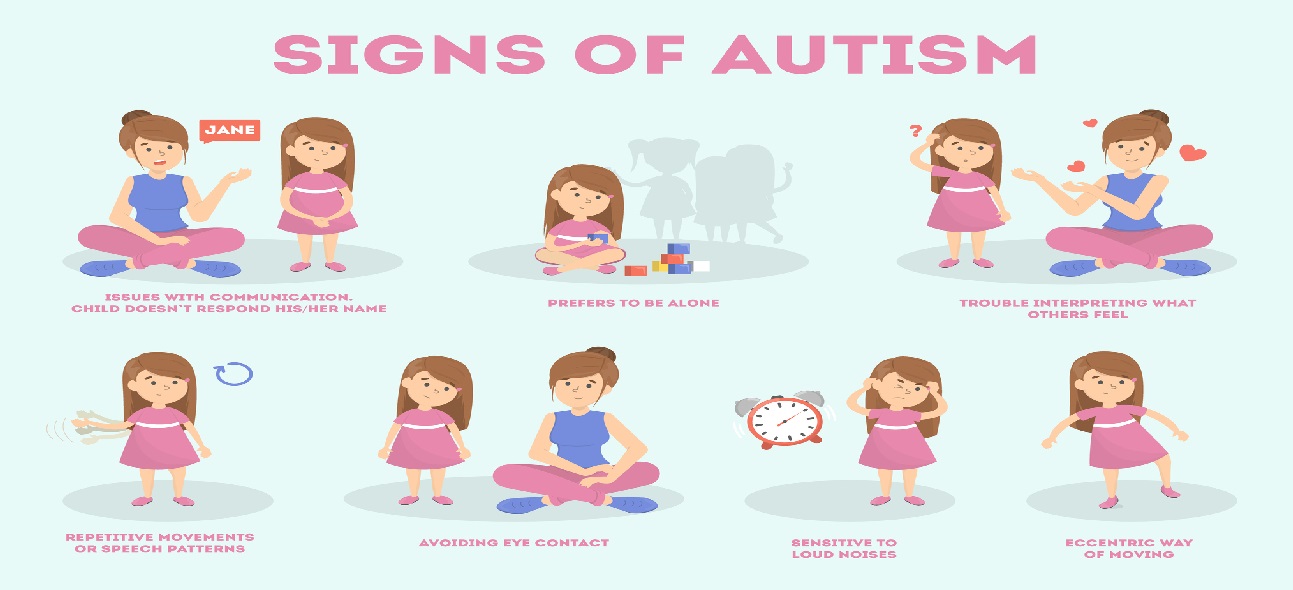 SIGNS OF AUTISM
JANE
?
ISSUES WITH COMMUNICATION.
CHILD DOESN'T RESPOND HIS/HER NAME
PREFERS TO BE ALONE
TROUBLE INTERPRETING WHAT
OTHERS FEEL
REPETITIVE MOVEMENTS
OR SPEECH PATTERNS
AVOIDING EYE CONTACT
SENSITIVE TO
LOUD NOISES
ECCENTRIC WAY
OF MOVING